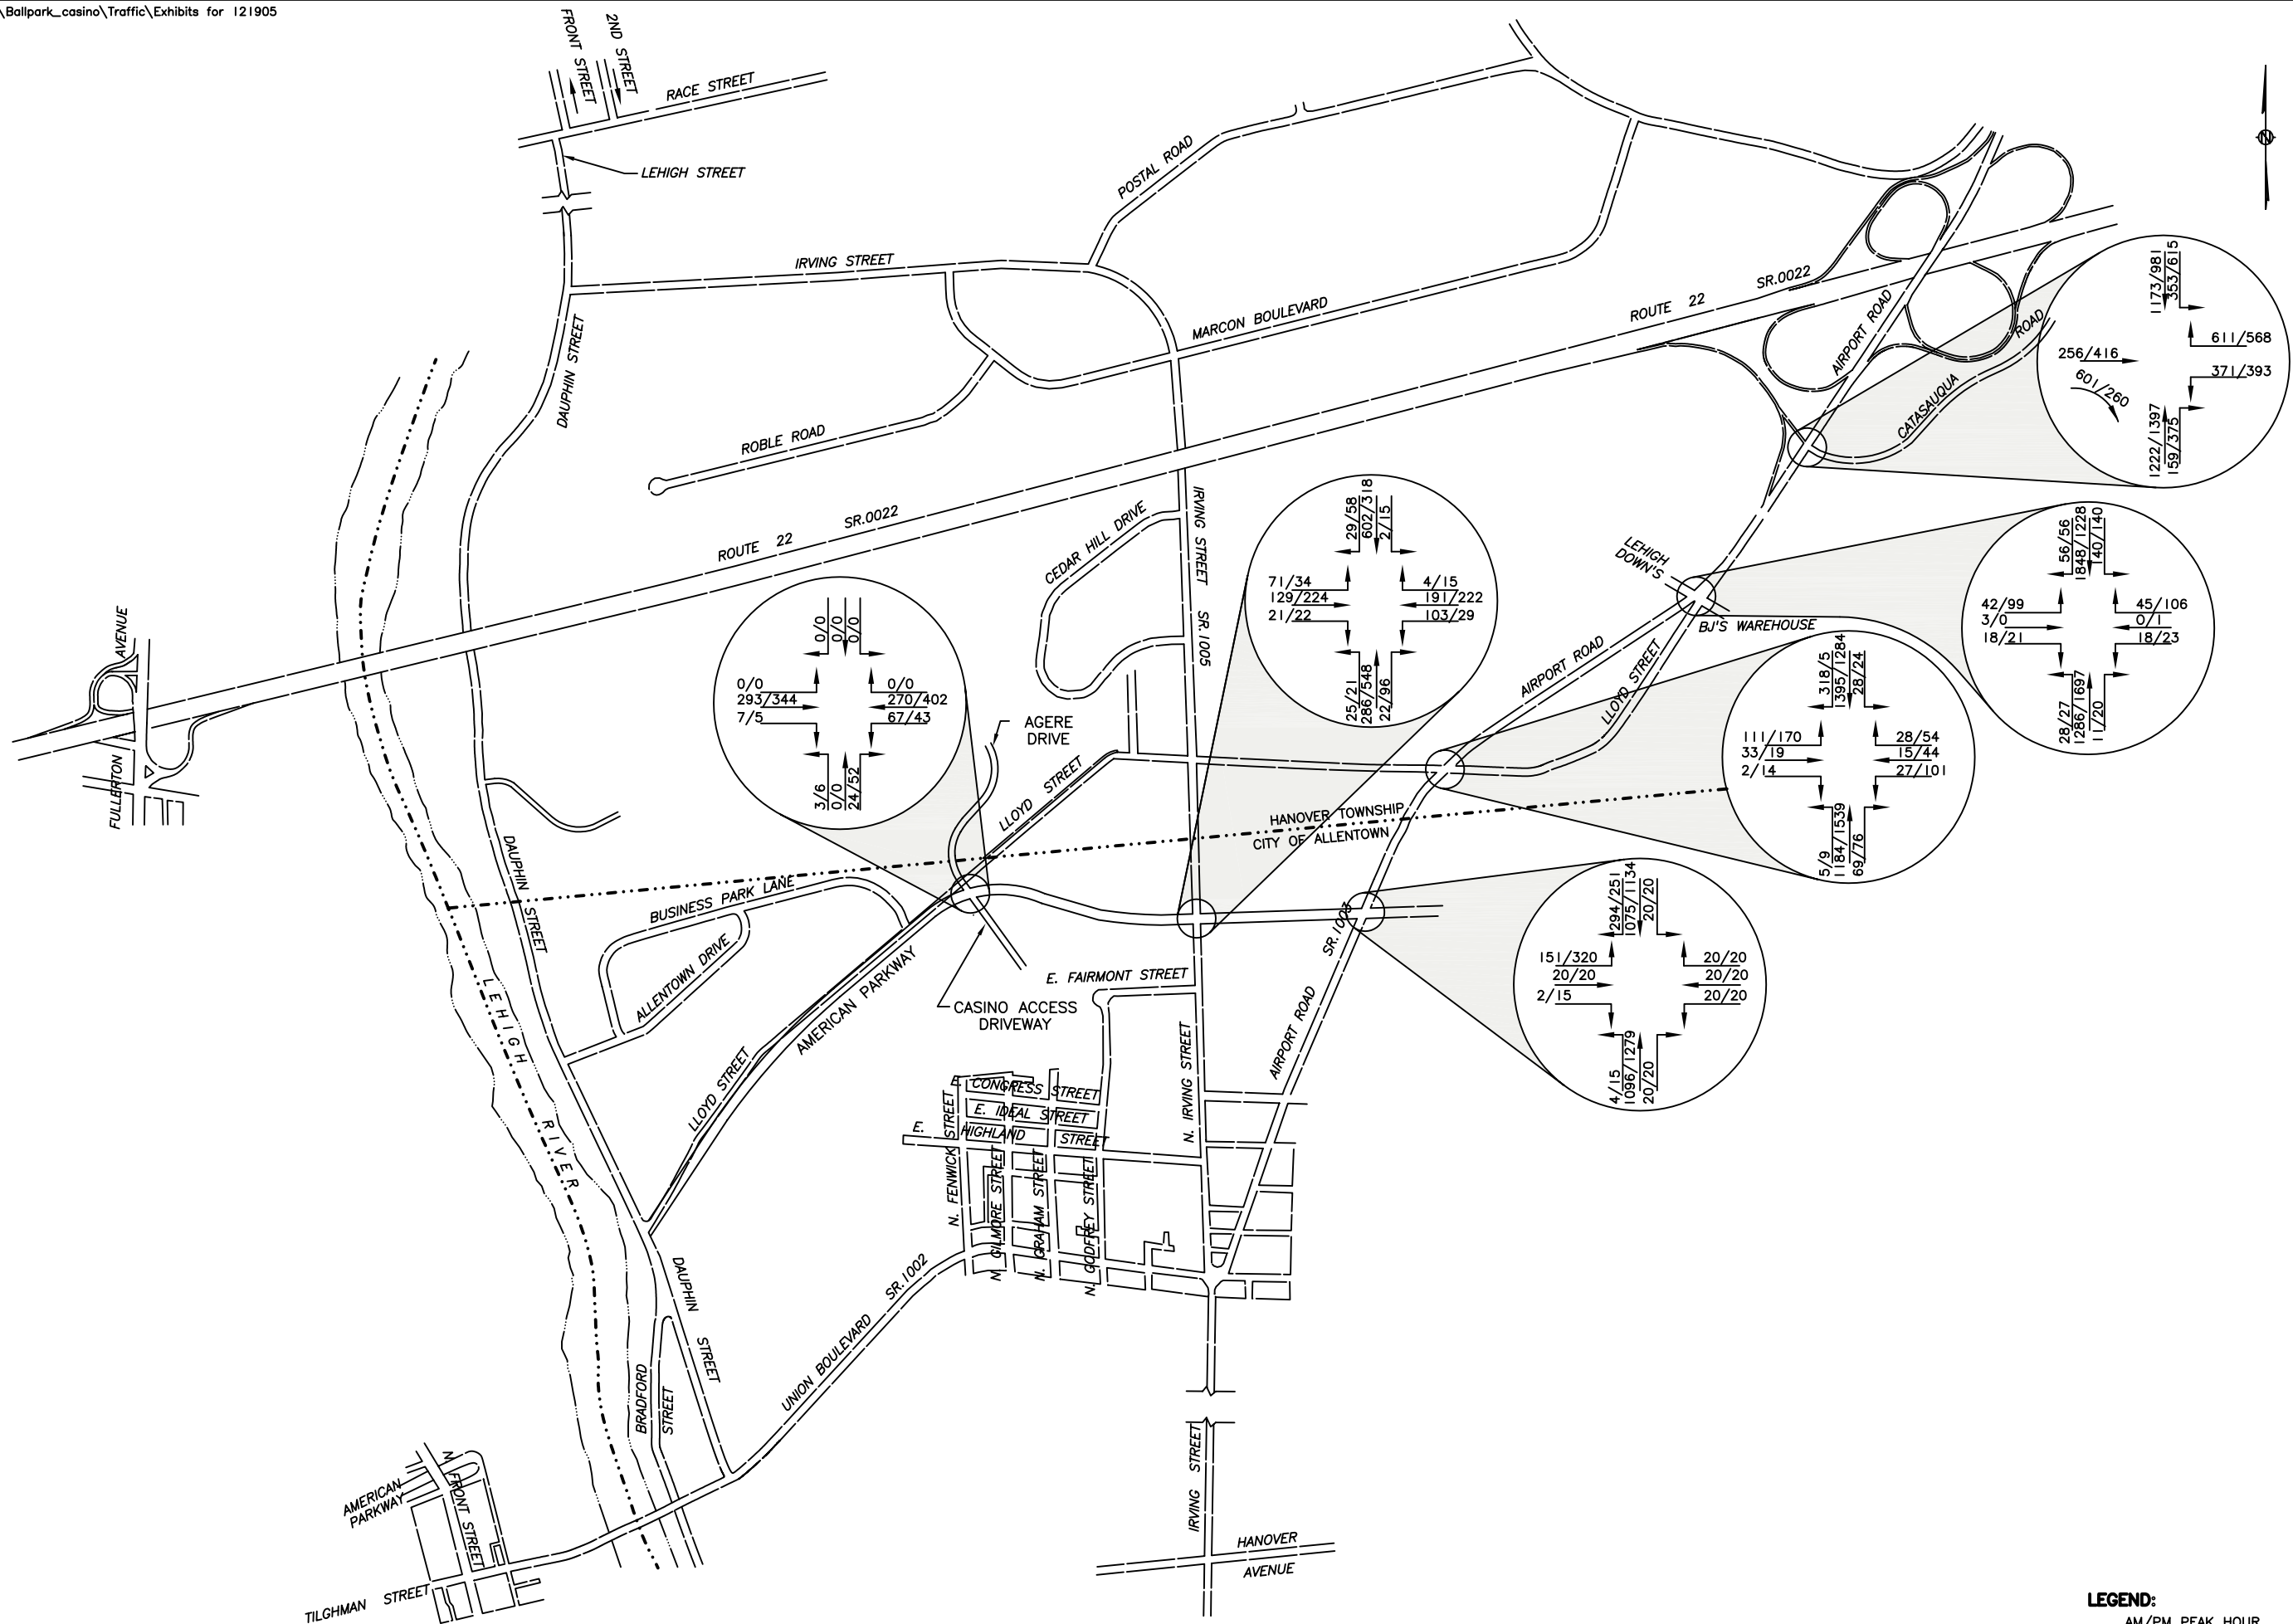 \Ballpark_casino\Traffic\Exhibits for 121905
FRONT STREET
2ND STREET
RACE STREET
LEHIGH STREET
POSTAL ROAD
IRVING STREET
DAUPHIN STREET
MARCON BOULEVARD
ROUTE 22
SR.0022
AIRPORT ROAD
CATASAUQUA
ROAD
1173/981
353/615
611/568
256/416
371/393
601/260
1222/1397
159/375
ROBLE ROAD
ROUTE 22
SR.0022
CEDAR HILL DRIVE
IRVING STREET
SR.1005
29/58
602/318
2/15
71/34
129/224
21/22
4/15
191/222
103/29
25/21
286/548
22/96
LEHIGH
DOWN'S
BJ'S WAREHOUSE
56/56
1848/1228
140/140
42/99
3/0
18/21
45/106
0/1
18/23
28/27
1286/1697
11/20
FULLERTON
AVENUE
0/0
0/0
0/0
0/0
293/344
7/5
0/0
270/402
67/43
3/6
0/0
24/52
AGERE
DRIVE
LLOYD STREET
AIRPORT ROAD
LLOYD STREET
318/5
1395/1284
28/24
111/170
33/19
2/14
28/54
15/44
27/101
5/9
1184/1539
69/76
HANOVER TOWNSHIP
CITY OF ALLENTOWN
DAUPHIN
STREET
BUSINESS PARK LANE
ALLENTOWN DRIVE
AMERICAN PARKWAY
CASINO ACCESS
DRIVEWAY
E. FAIRMONT STREET
SR.1003
294/251
1075/1134
20/20
151/320
20/20
2/15
20/20
20/20
20/20
4/15
1096/1279
20/20
LEHIGH
RIVER
LLOYD STREET
N. IRVING STREET
AIRPORT ROAD
E. CONGRESS STREET
E. IDEAL STREET
E. HIGHLAND STREET
N. FENWICK STREET
N. GILMORE STREET
N. GRAHAM STREET
N. GODFREY STREET
DAUPHIN
STREET
UNION BOULEVARD
SR.1002
BRADFORD
STREET
AMERICAN
PARKWAY
N. FRONT STREET
TILGHMAN STREET
IRVING STREET
HANOVER
AVENUE
LEGEND:
AM/PM PEAK HOUR